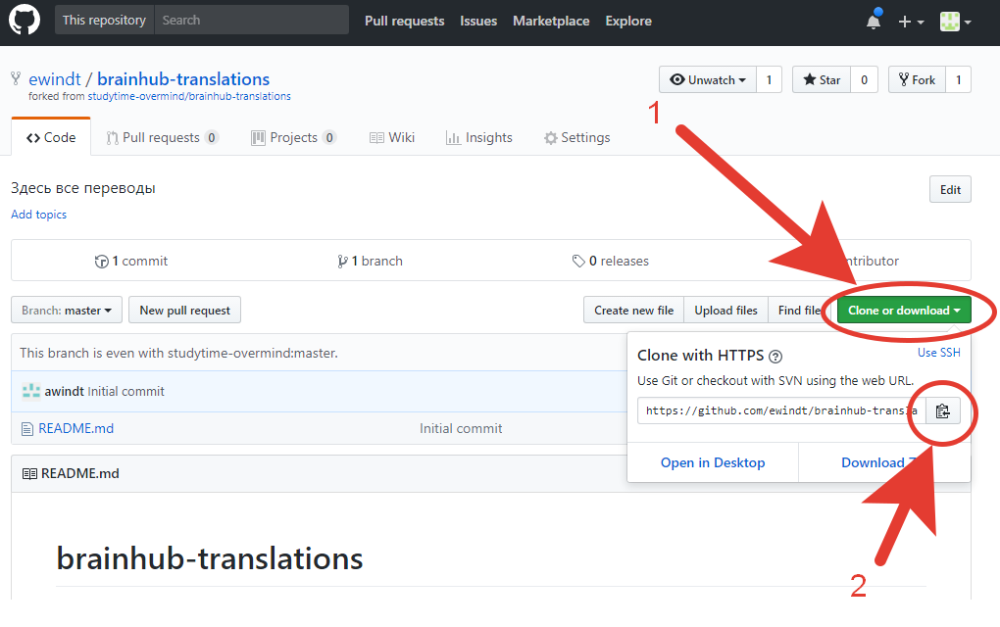 This repository Search Pull requests Issues Marketplace Explore
ewindt / brainhub-translations
forked from studytime-overmind/brainhub-translations
Unwatch 1 Star 0 Fork 1
1
Code Pull requests 0 Projects 0 Wiki Insights Settings
Здесь все переводы
Edit
Add topics
1 commit 1 branch 0 releases
Branch: master New pull request Create new file Upload files Find file Clone or download
This branch is even with studytime-overmind:master.
Clone with HTTPS Use SSH
Use Git or checkout with SVN using the web URL.
awindt Initial commit
https://github.com/ewindt/brainhub-transla
README.md Initial commit
Open in Desktop Download
README.md
brainhub-translations
2